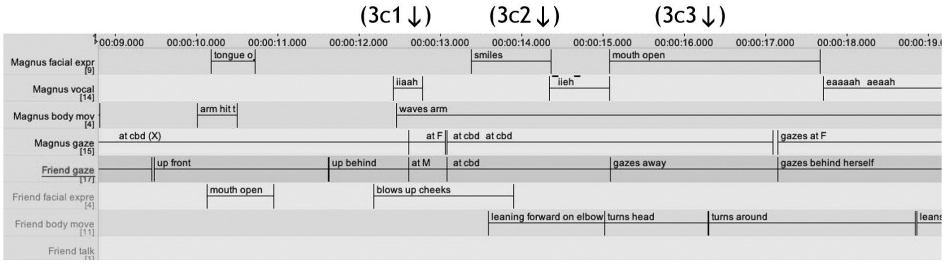 (3c1 ↓) (3c2 ↓) (3c3 ↓)
00:09.000 00:00:10.000 00:00:11.000 00:00:12.000 00:00:13.000 00:00:14.000 00:00:15.000 00:00:16.000 00:00:17.000 00:00:18.000 00:00:19.
Magnus facial expr tongue o smiles mouth open
[9]
Magnus vocal iiaah iieh eaaaah aeaah
[14]
Magnus body mov arm hit t waves arm
[4]
Magnus gaze at cbd (X) at F at cbd at cbd gazes at F
[15]
Friend gaze up front up behind at M at cbd gazes away gazes behind herself
[17]
Friend facial expre mouth open blows up cheeks
[4]
Friend body move leaning forward on elbow turns head turns around leans
[11]
Friend talk
[1]